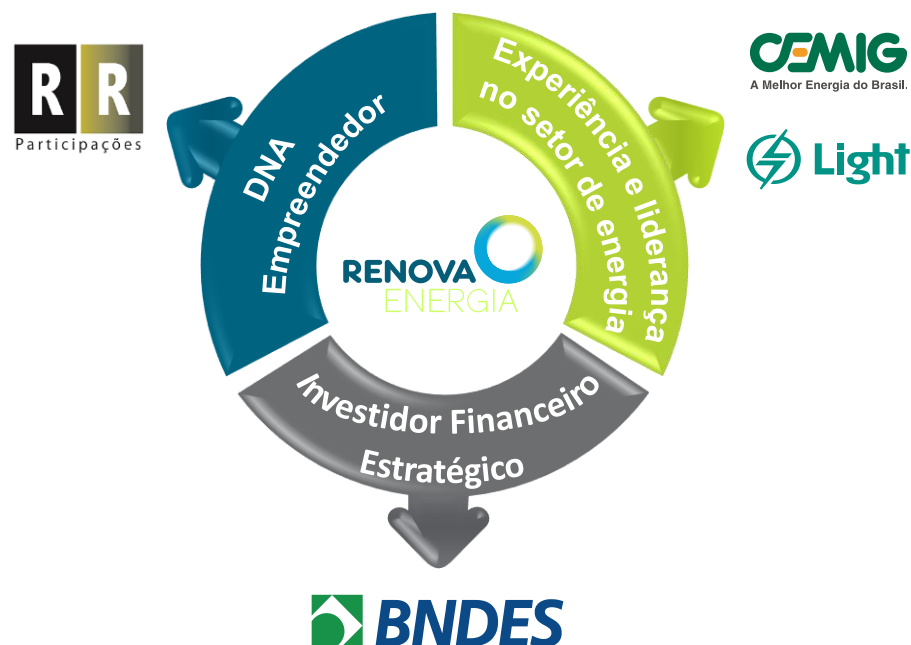 RR
Participações
DNA
Empreendedor
Experiência e liderança
no setor de energia
CEMIG
A Melhor Energia do Brasil.
Light
RENOVA
ENERGIA
Investidor Financeiro
Estratégico
BNDES